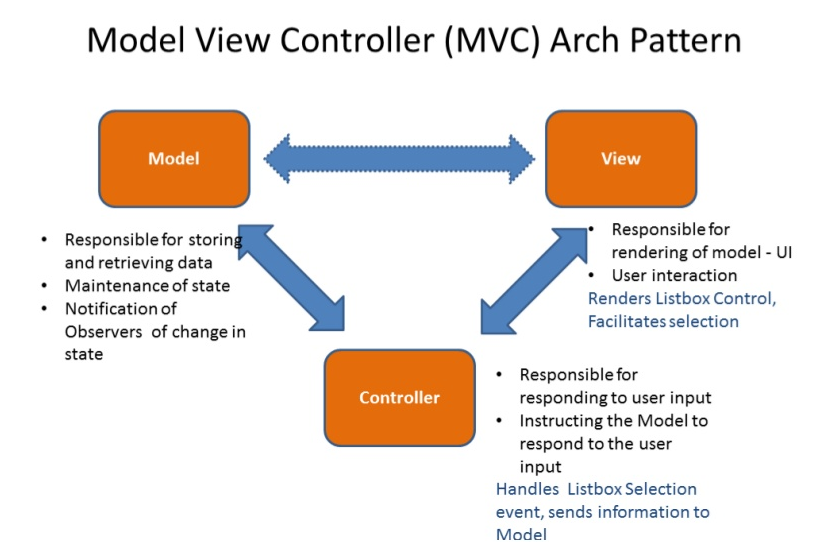 Model View Controller (MVC) Arch Pattern
Model
View
• Responsible for storing
and retrieving data
• Maintenance of state
• Notification of
Observers of change in
state
• Responsible for
rendering of model - UI
• User interaction
Renders Listbox Control,
Facilitates selection
Controller
• Responsible for
responding to user input
• Instructing the Model to
respond to the user
input
Handles Listbox Selection
event, sends information to
Model